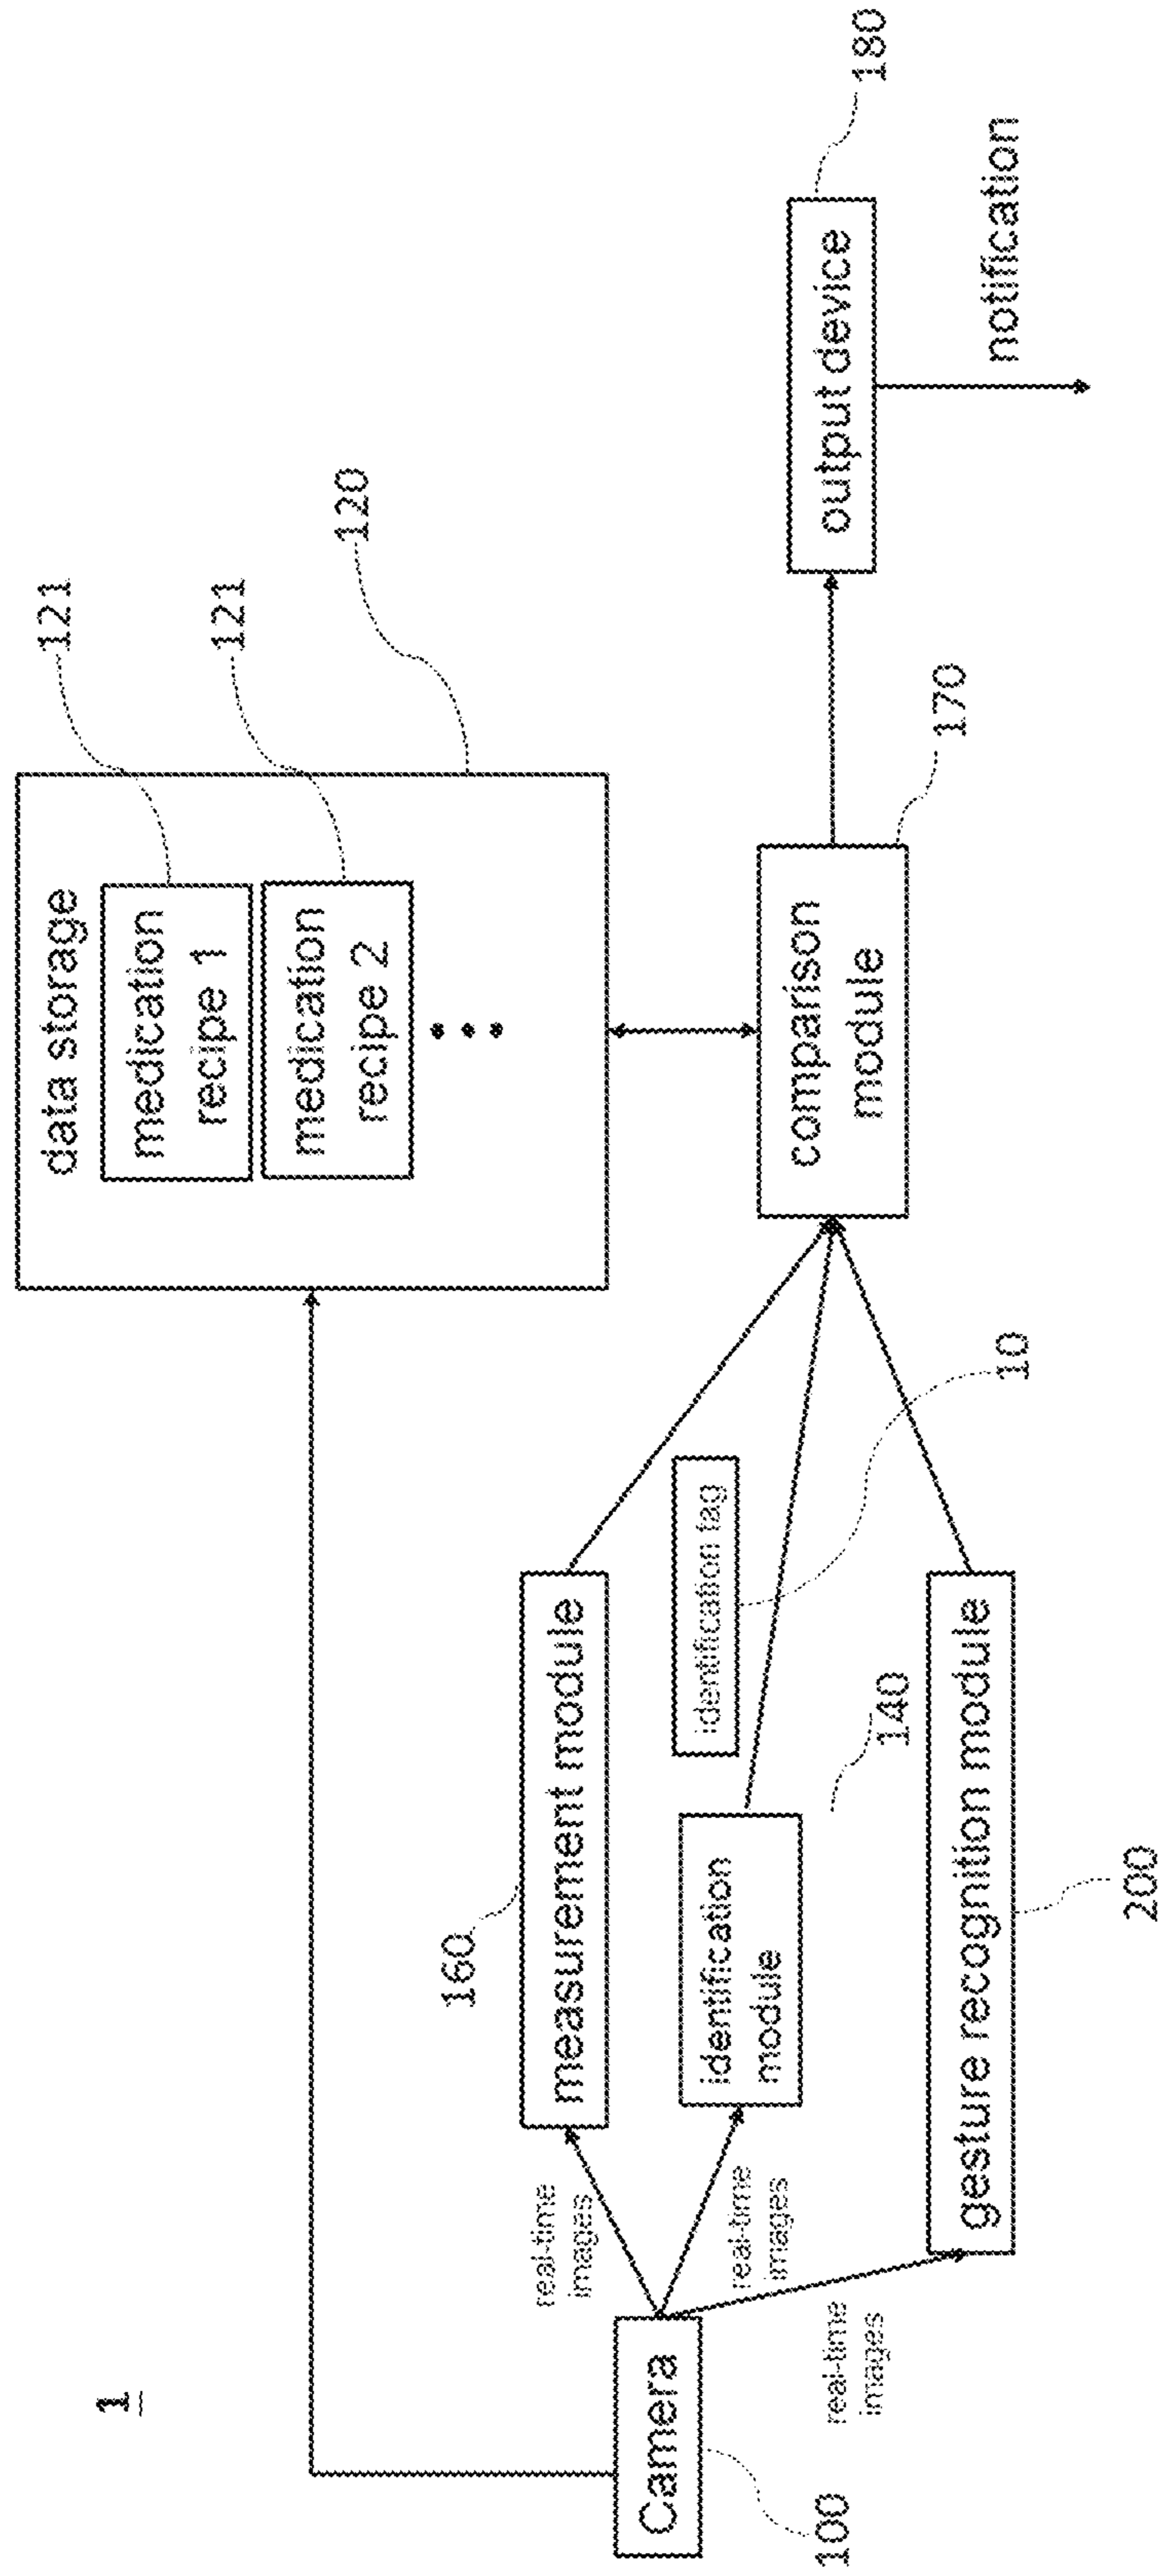 1
data storage
medication
recipe 1
medication
recipe 2
121
121
120
Camera
100
real-time
images
real-time
images
real-time
images
measurement module
160
identification
module
140
identification tag
10
gesture recognition module
200
comparison
module
170
output device
180
notification